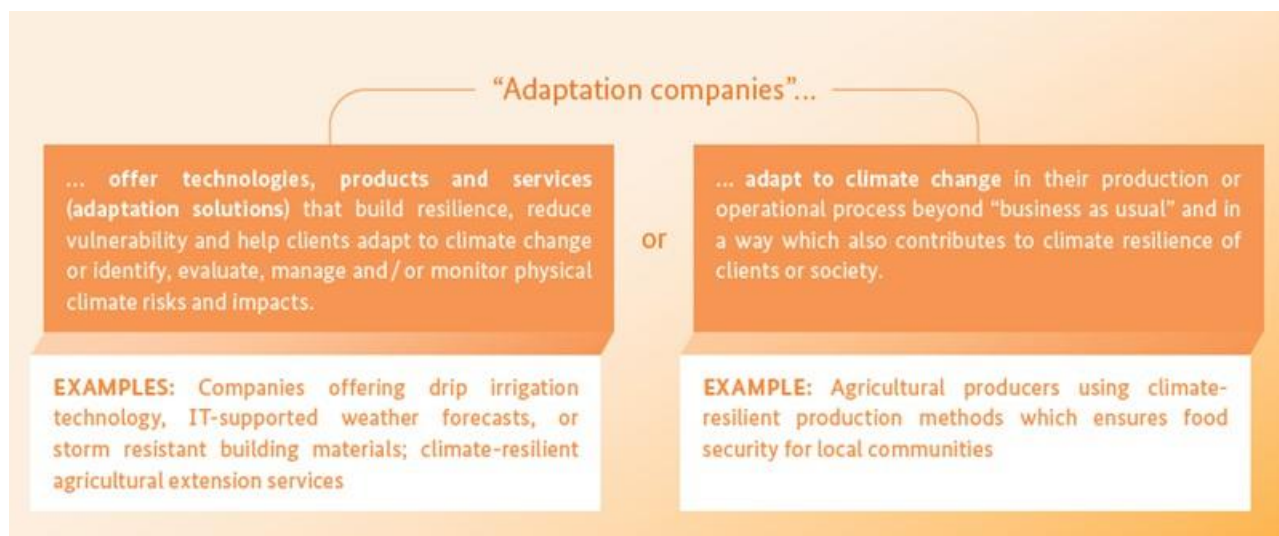 “Adaptation companies”...
... offer technologies, products and services
(adaptation solutions) that build resilience, reduce
vulnerability and help clients adapt to climate change
or identify, evaluate, manage and/or monitor physical
climate risks and impacts.
or
... adapt to climate change in their production or
operational process beyond “business as usual” and in
a way which also contributes to climate resilience of
clients or society.
EXAMPLES: Companies offering drip irrigation
technology, IT-supported weather forecasts, or
storm resistant building materials; climate-resilient
agricultural extension services
EXAMPLE: Agricultural producers using climate-
resilient production methods which ensures food
security for local communities